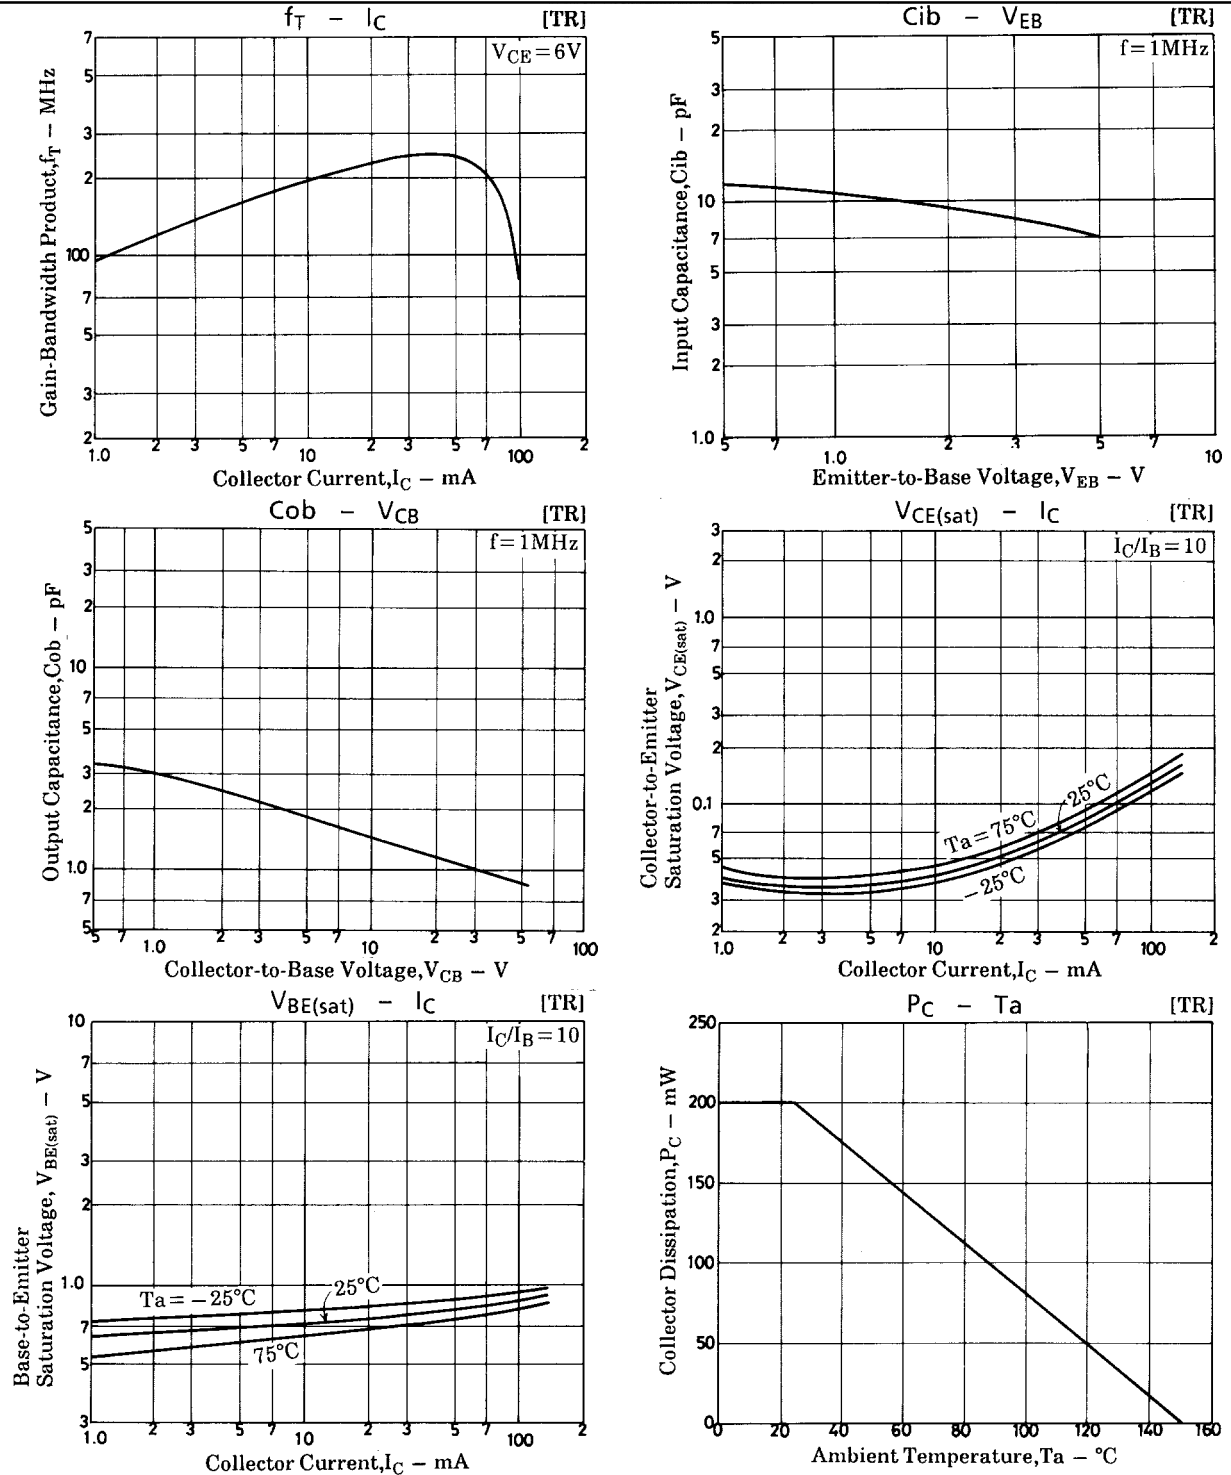 fT – IC [TR]
VCE=6V
Gain-Bandwidth Product,fT – MHz
7
5
3
2
100
7
5
3
2
1.0 2 3 5 7 10 2 3 5 7 100 2
Collector Current,IC – mA
Cib – VEB [TR]
f=1MHz
Input Capacitance,Cib – pF
5
3
2
10
7
5
3
2
1.0
5 7 1.0 2 3 5 7 10
Emitter-to-Base Voltage,VEB – V
Cob – VCB [TR]
f=1MHz
Output Capacitance,Cob – pF
5
3
2
10
7
5
3
2
1.0
7
5
5 7 1.0 2 3 5 7 10 2 3 5 7 100
Collector-to-Base Voltage,VCB – V
VCE(sat) – IC [TR]
IC/IB=10
Collector-to-Emitter
Saturation Voltage,VCE(sat) – V
3
2
1.0
7
5
3
2
0.1
7
5
3
2
Ta=75°C
25°C
–25°C
1.0 2 3 5 7 10 2 3 5 7 100 2
Collector Current,IC – mA
VBE(sat) – IC [TR]
IC/IB=10
Base-to-Emitter
Saturation Voltage, VBE(sat) – V
10
7
5
3
2
1.0
7
5
3
Ta=–25°C
25°C
75°C
1.0 2 3 5 7 10 2 3 5 7 100 2
Collector Current,IC – mA
PC – Ta [TR]
Collector Dissipation,PC – mW
250
200
150
100
50
0
0 20 40 60 80 100 120 140 160
Ambient Temperature,Ta – °C